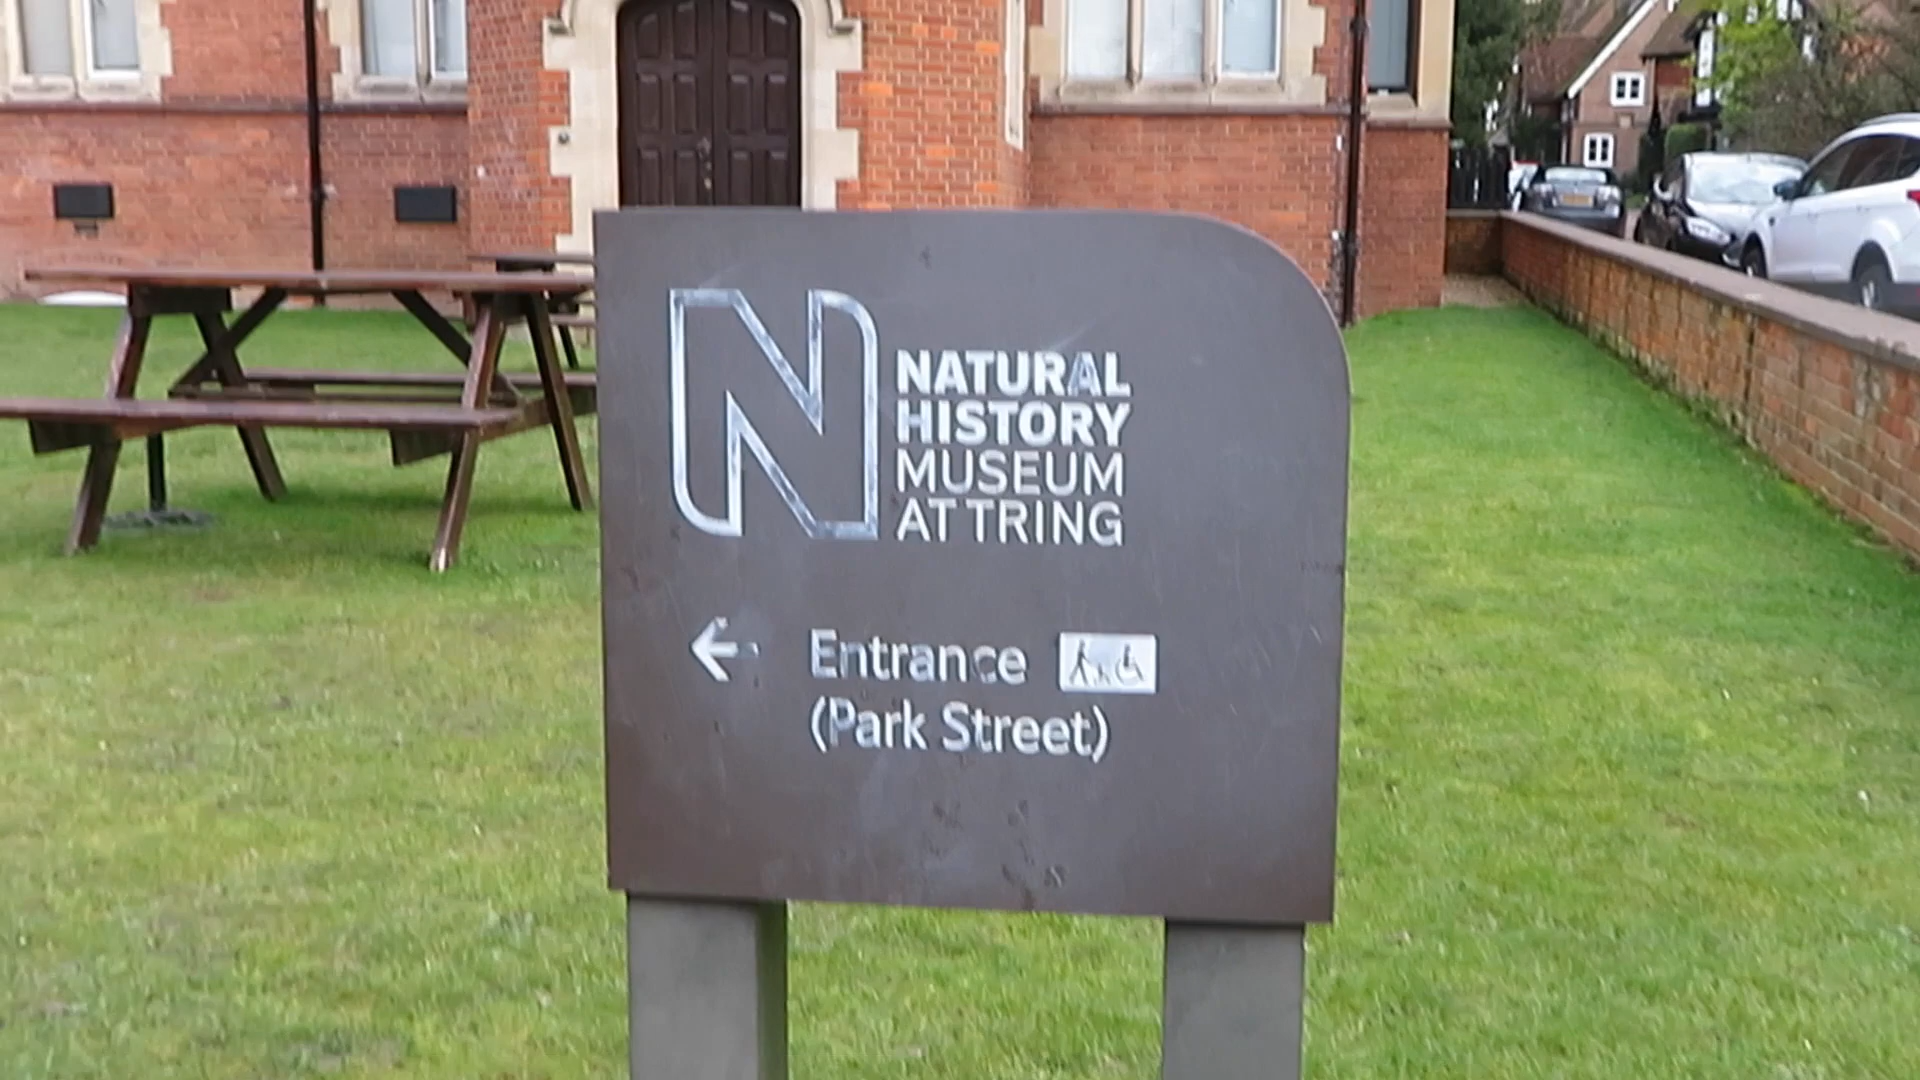 N
NATURAL
HISTORY
MUSEUM
AT TRING
← Entrance
(Park Street)